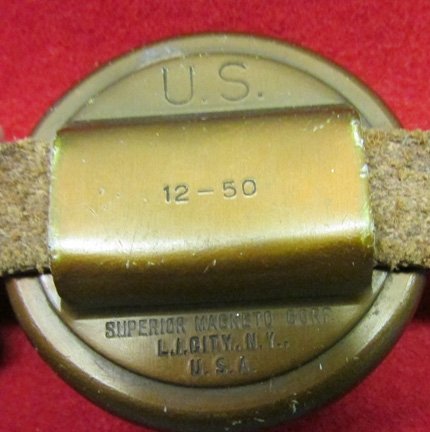 U.S.
12-50
SUPERIOR MAGNETO CORP
L.I.CITY., N.Y.,
U.S.A.